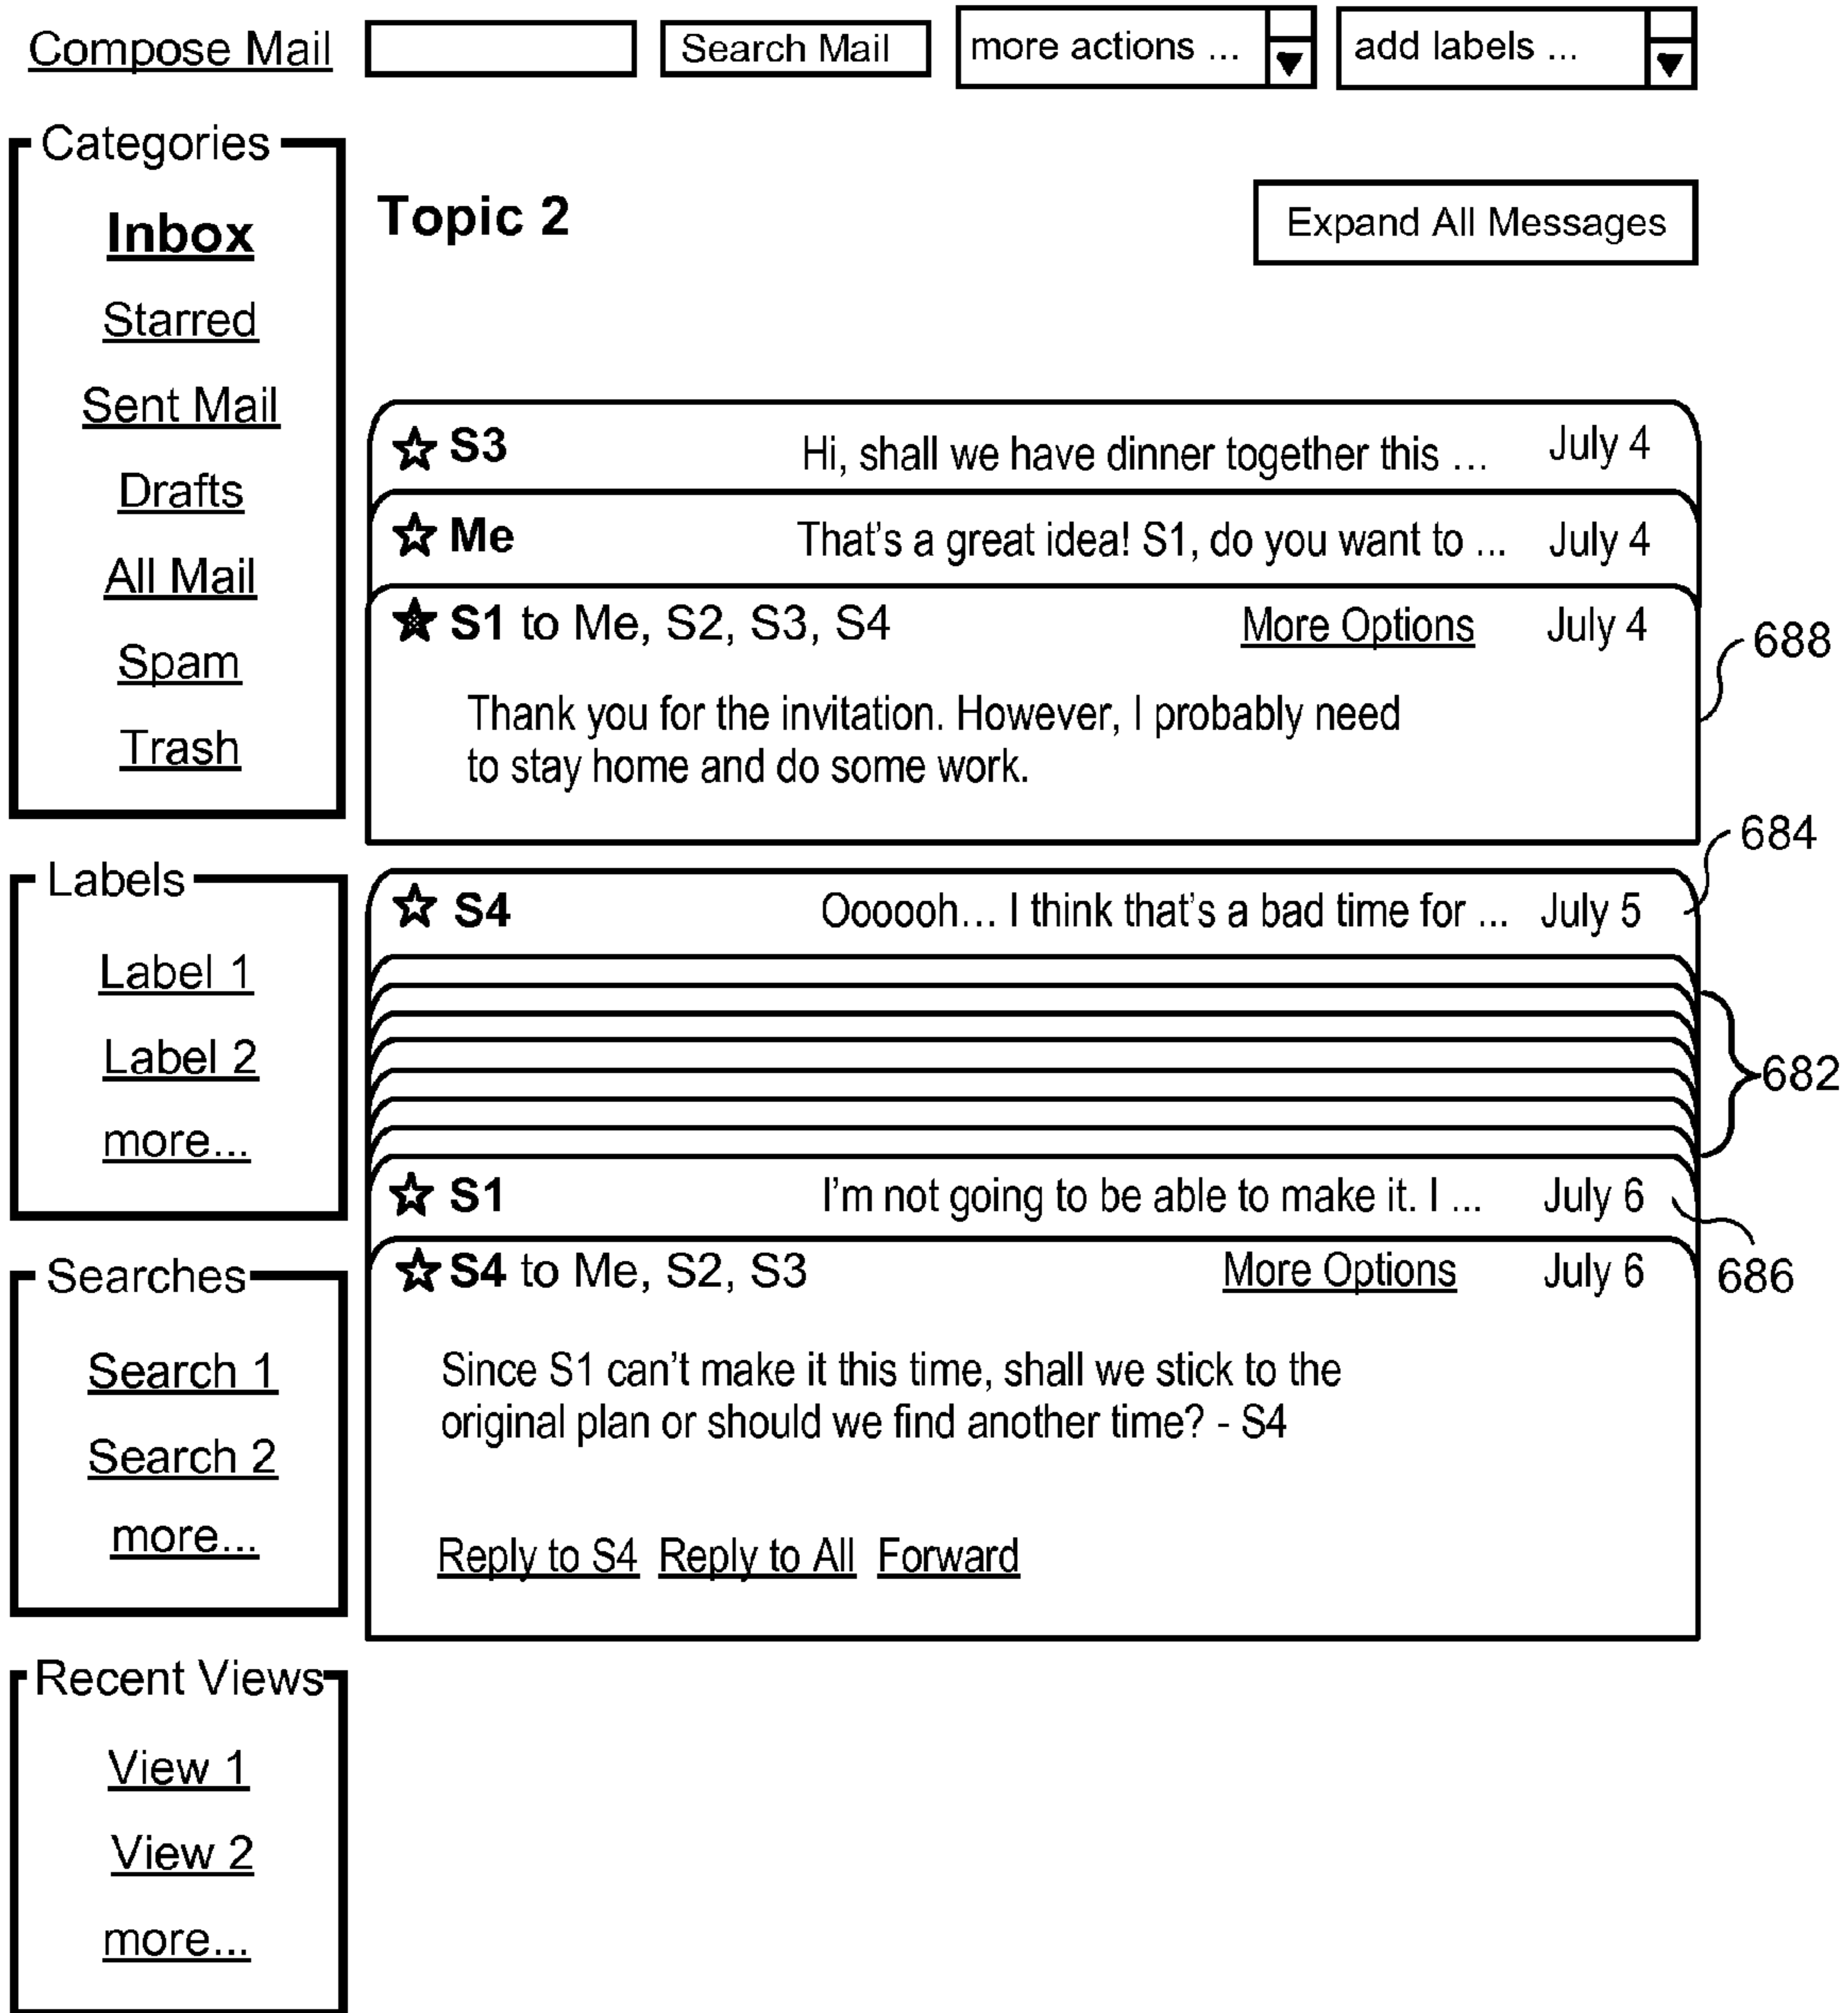 Compose Mail Search Mail more actions ... add labels ...
Categories
Inbox
Starred
Sent Mail
Drafts
All Mail
Spam
Trash
Labels
Label 1
Label 2
more...
Searches
Search 1
Search 2
more...
Recent Views
View 1
View 2
more...
Topic 2 Expand All Messages
S3 Hi, shall we have dinner together this ... July 4
Me That's a great idea! S1, do you want to ... July 4
S1 to Me, S2, S3, S4 More Options July 4
688
Thank you for the invitation. However, I probably need
to stay home and do some work.
684
S4 Oooooh... I think that's a bad time for ... July 5
682
S1 I'm not going to be able to make it. I ... July 6
686
S4 to Me, S2, S3 More Options July 6
Since S1 can't make it this time, shall we stick to the
original plan or should we find another time? - S4
Reply to S4 Reply to All Forward